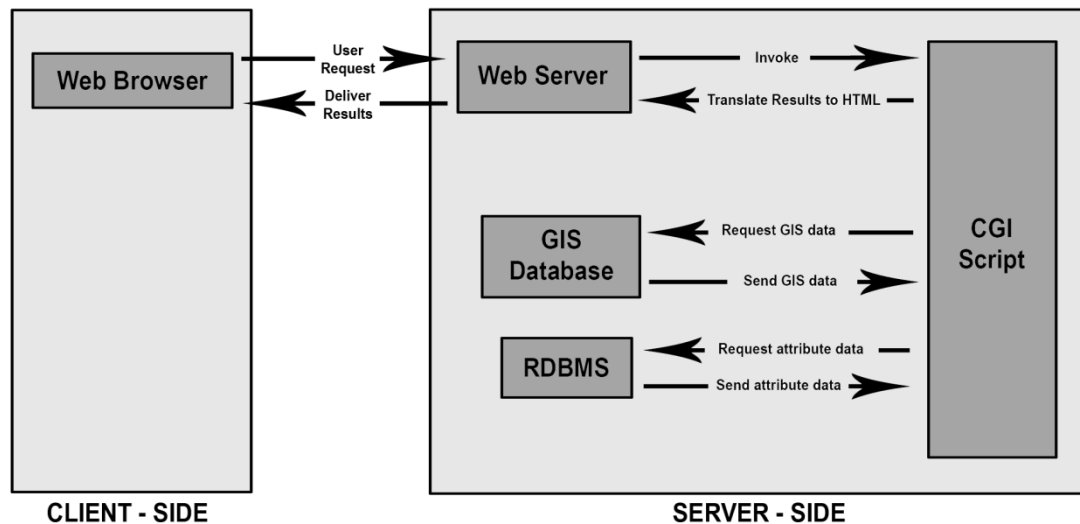 Web Browser
User
Request
Deliver
Results
Web Server
Invoke
Translate Results to HTML
GIS
Database
Request GIS data
Send GIS data
CGI
Script
RDBMS
Request attribute data
Send attribute data
CLIENT - SIDE
SERVER - SIDE